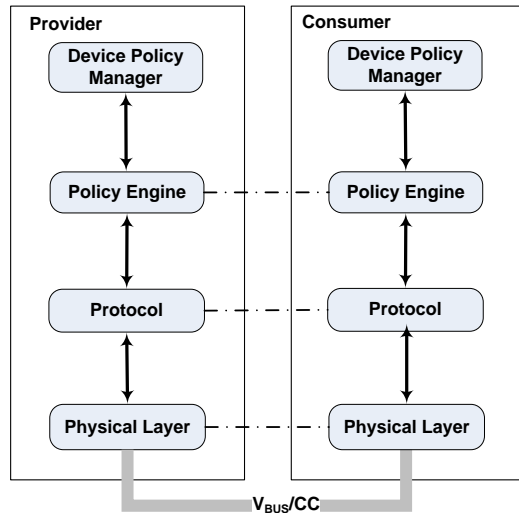 Provider
Device Policy
Manager
Policy Engine
Protocol
Physical Layer
Consumer
Device Policy
Manager
Policy Engine
Protocol
Physical Layer
V_BUS/CC